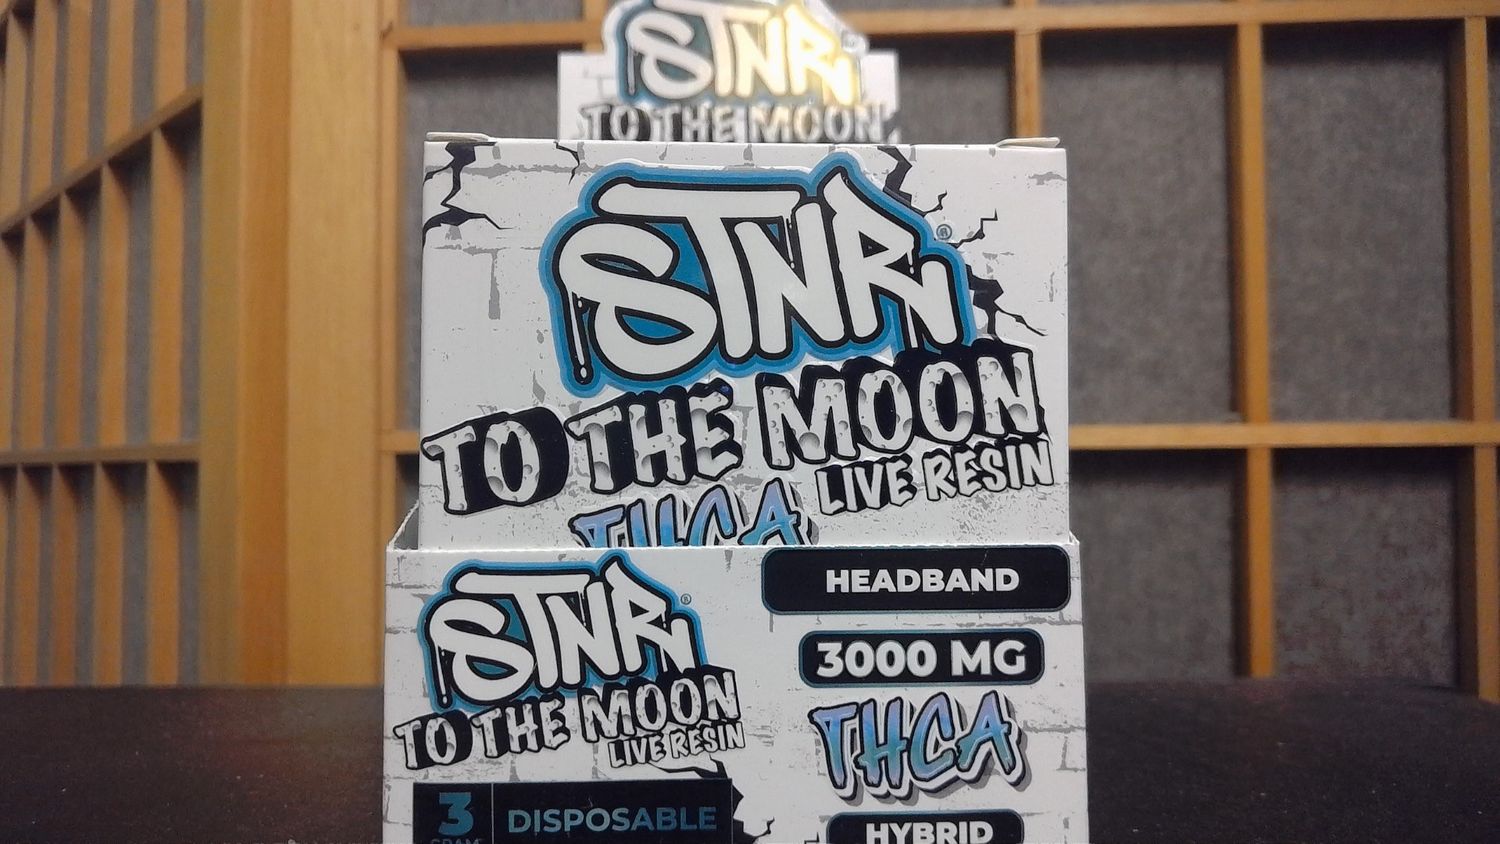 STNR
TO THE MOON
STNR®
TO THE MOON
LIVE RESIN
THCA
STNR®
TO THE MOON
LIVE RESIN
3
GRAM
DISPOSABLE
HEADBAND
3000 MG
THCA
HYBRID